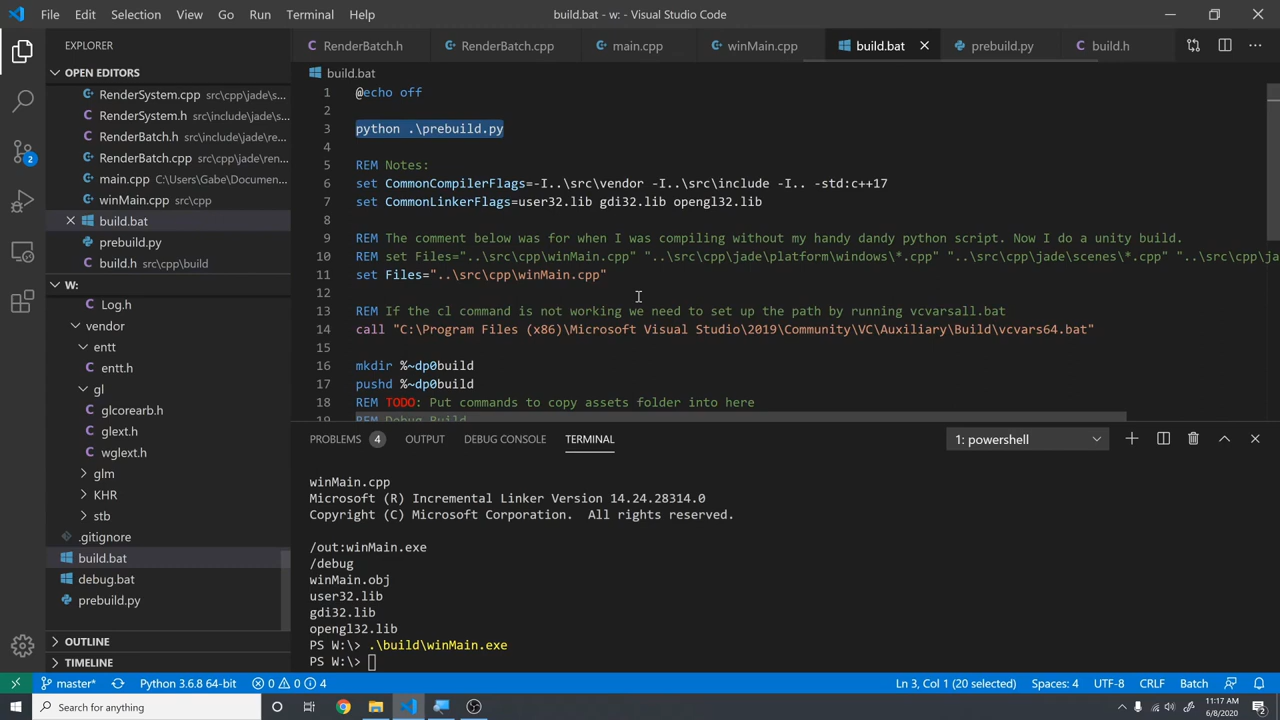 File Edit Selection View Go Run Terminal Help
build.bat - w: - Visual Studio Code
EXPLORER
OPEN EDITORS
RenderSystem.cpp src\cpp\jade\s...
RenderSystem.h src\include\jade\s...
RenderBatch.h src\include\jade\re...
RenderBatch.cpp src\cpp\jade\ren...
main.cpp C:\Users\Gabe\Documen...
winMain.cpp src\cpp
build.bat
prebuild.py
build.h src\cpp\build
W:
Log.h
vendor
entt
entt.h
gl
glcorearb.h
glext.h
wglext.h
glm
KHR
stb
.gitignore
build.bat
debug.bat
prebuild.py
OUTLINE
TIMELINE
2
RenderBatch.h RenderBatch.cpp main.cpp winMain.cpp build.bat prebuild.py build.h
build.bat
1 @echo off
2
3 python .\prebuild.py
4
5 REM Notes:
6 set CommonCompilerFlags=-I..\src\vendor -I..\src\include -I.. -std:c++17
7 set CommonLinkerFlags=user32.lib gdi32.lib opengl32.lib
8
9 REM The comment below was for when I was compiling without my handy dandy python script. Now I do a unity build.
10 REM set Files="..\src\cpp\winMain.cpp" "..\src\cpp\jade\platform\windows\*.cpp" "..\src\cpp\jade\scenes\*.cpp" "..\src\cpp\ja
11 set Files="..\src\cpp\winMain.cpp"
12
13 REM If the cl command is not working we need to set up the path by running vcvarsall.bat
14 call "C:\Program Files (x86)\Microsoft Visual Studio\2019\Community\VC\Auxiliary\Build\vcvars64.bat"
15
16 mkdir %~dp0build
17 pushd %~dp0build
18 REM TODO: Put commands to copy assets folder into here
19 REM Debug Build
PROBLEMS 4 OUTPUT DEBUG CONSOLE TERMINAL
1: powershell
winMain.cpp
Microsoft (R) Incremental Linker Version 14.24.28314.0
Copyright (C) Microsoft Corporation. All rights reserved.
/out:winMain.exe
/debug
winMain.obj
user32.lib
gdi32.lib
opengl32.lib
PS W:\> .\build\winMain.exe
PS W:\>
master* Python 3.6.8 64-bit 0 0 4
Ln 3, Col 1 (20 selected) Spaces: 4 UTF-8 CRLF Batch
Search for anything
11:17 AM
6/8/2020
2